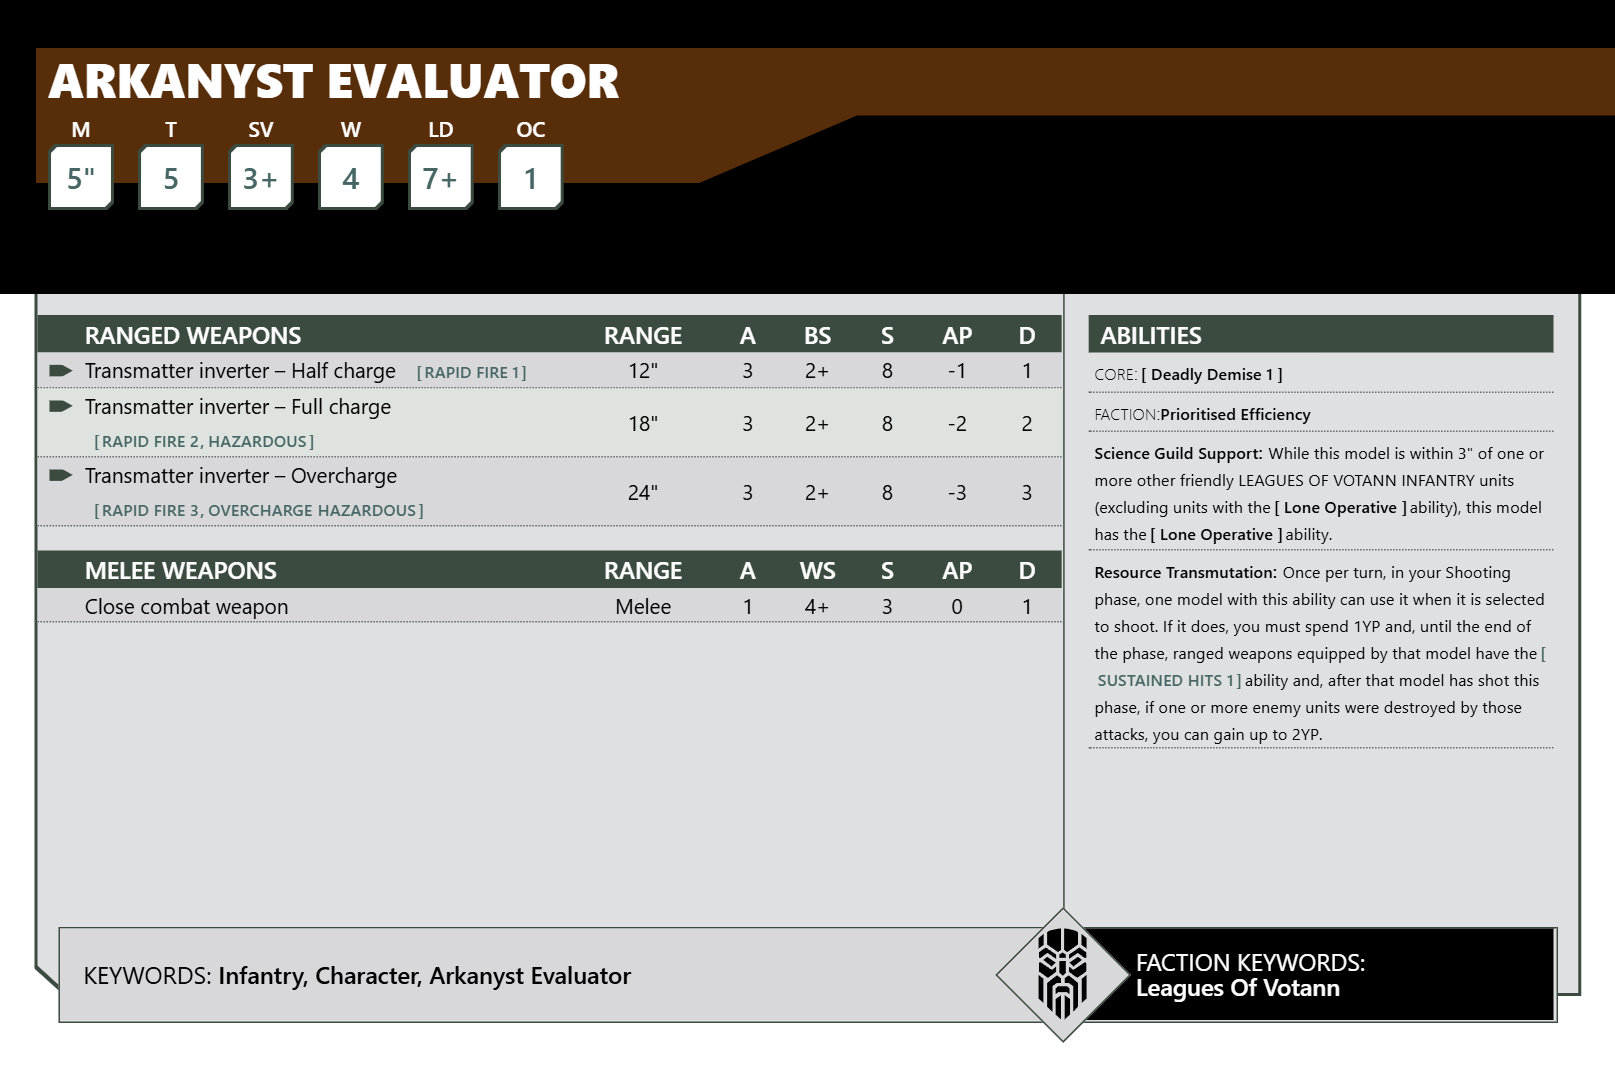 ARKANYST EVALUATOR
M T SV W LD OC
5" 5 3+ 4 7+ 1
RANGED WEAPONS RANGE A BS S AP D
Transmatter inverter – Half charge [RAPID FIRE 1] 12" 3 2+ 8 -1 1
Transmatter inverter – Full charge
[RAPID FIRE 2, HAZARDOUS] 18" 3 2+ 8 -2 2
Transmatter inverter – Overcharge
[RAPID FIRE 3, OVERCHARGE HAZARDOUS] 24" 3 2+ 8 -3 3
MELEE WEAPONS RANGE A WS S AP D
Close combat weapon Melee 1 4+ 3 0 1
ABILITIES
CORE: [ Deadly Demise 1 ]
FACTION:Prioritised Efficiency
Science Guild Support: While this model is within 3" of one or
more other friendly LEAGUES OF VOTANN INFANTRY units
(excluding units with the [ Lone Operative ] ability), this model
has the [ Lone Operative ] ability.
Resource Transmutation: Once per turn, in your Shooting
phase, one model with this ability can use it when it is selected
to shoot. If it does, you must spend 1YP and, until the end of
the phase, ranged weapons equipped by that model have the [
SUSTAINED HITS 1] ability and, after that model has shot this
phase, if one or more enemy units were destroyed by those
attacks, you can gain up to 2YP.
KEYWORDS: Infantry, Character, Arkanyst Evaluator
FACTION KEYWORDS:
Leagues Of Votann